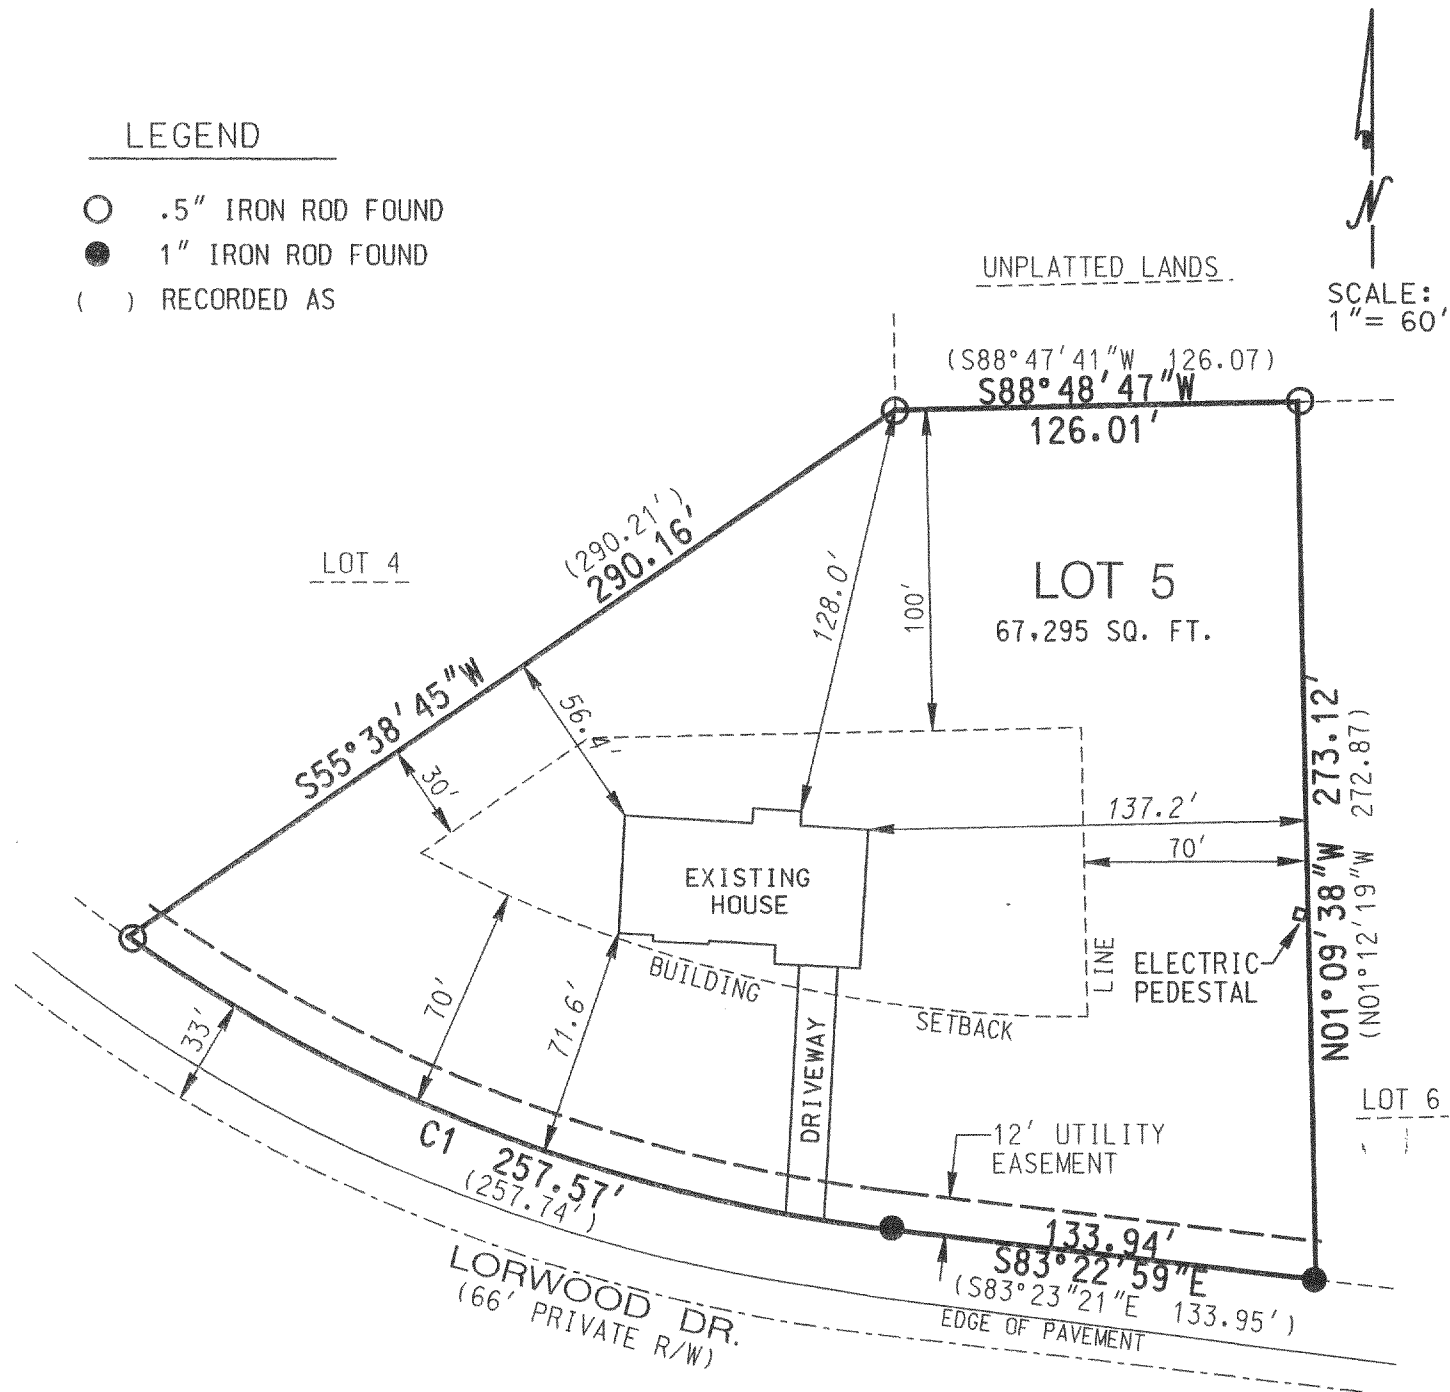 LEGEND
.5" IRON ROD FOUND
1" IRON ROD FOUND
( ) RECORDED AS
N
SCALE:
1"= 60'
UNPLATTED LANDS
(S88°47'41"W 126.07)
S88°48'47"W
126.01'
LOT 4
(290.21')
290.16'
S55°38'45"W
128.0'
100'
LOT 5
67,295 SQ. FT.
56.4'
30'
137.2'
70'
273.12'
N01°09'38"W
(N01°12'19"W 272.87)
EXISTING
HOUSE
BUILDING
SETBACK
LINE
ELECTRIC
PEDESTAL
70'
71.6'
33'
DRIVEWAY
LOT 6
12' UTILITY
EASEMENT
C1
257.57'
(257.74')
133.94'
S83°22'59"E
(S83°23"21"E 133.95')
EDGE OF PAVEMENT
LORWOOD DR.
(66' PRIVATE R/W)